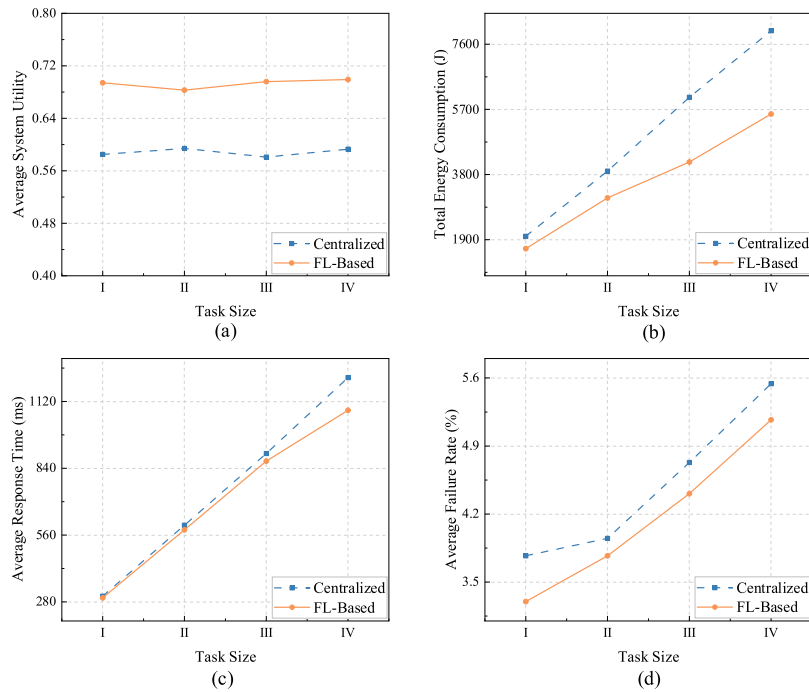 0.80
0.72
0.64
0.56
0.48
0.40
Average System Utility
Centralized
FL-Based
I II III IV
Task Size
(a)
7600
5700
3800
1900
Total Energy Consumption (J)
Centralized
FL-Based
I II III IV
Task Size
(b)
1120
840
560
280
Average Response Time (ms)
Centralized
FL-Based
I II III IV
Task Size
(c)
5.6
4.9
4.2
3.5
Average Failure Rate (%)
Centralized
FL-Based
I II III IV
Task Size
(d)